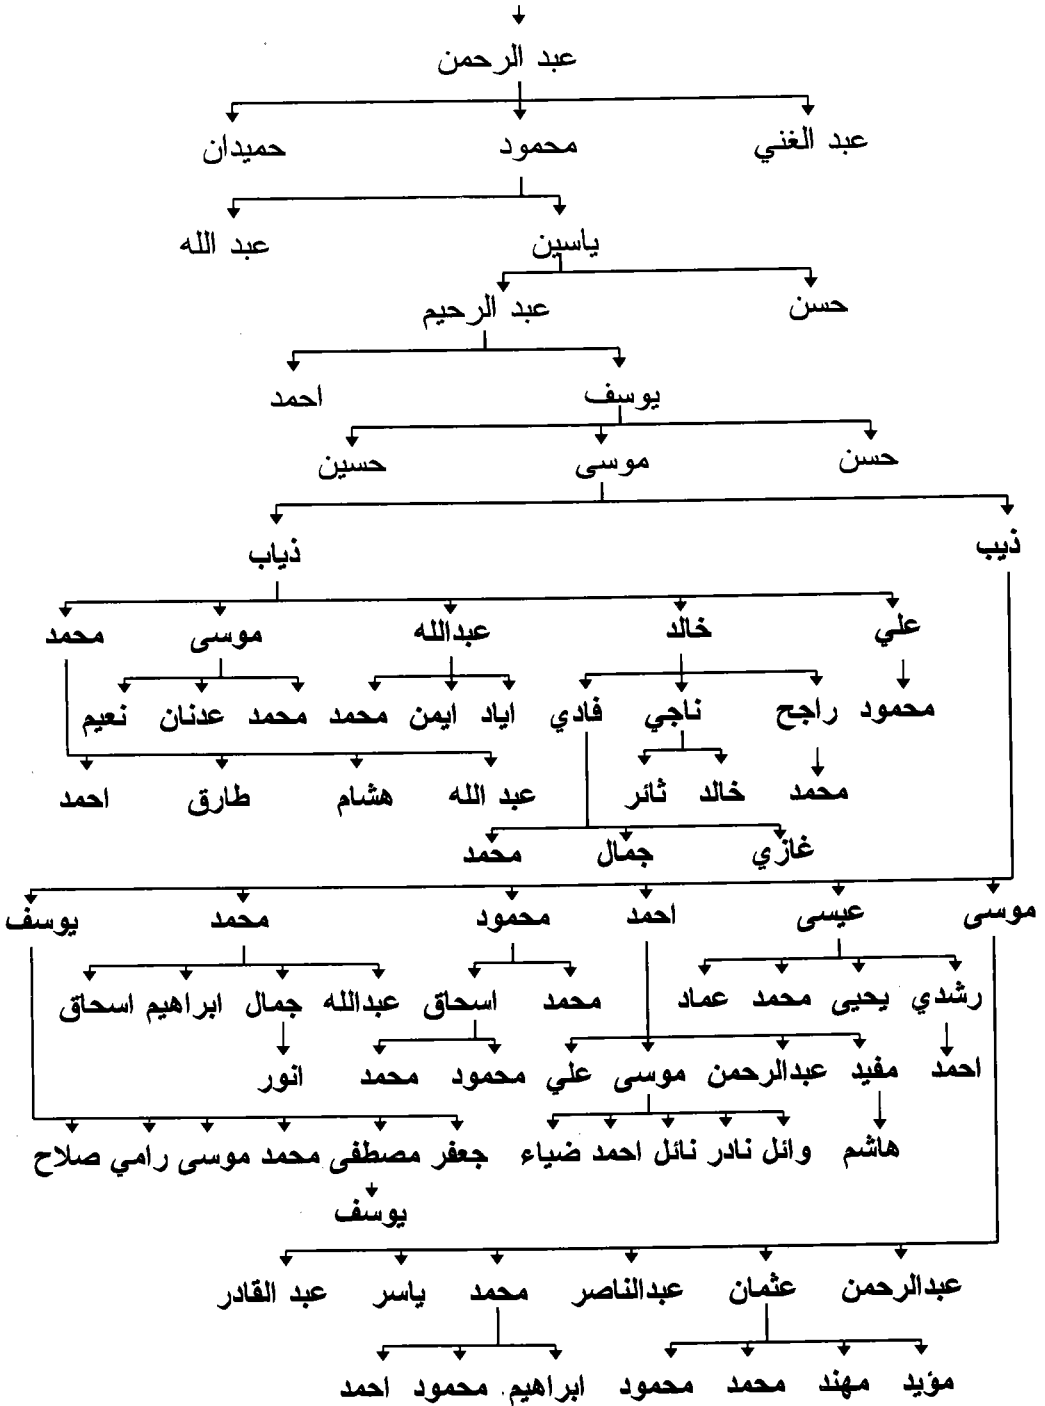 عبد الرحمن
عبد الغني محمود حميدان
ياسين عبد الله
حسن عبد الرحيم
يوسف احمد
حسن موسى حسين
ذيب ذياب
علي خالد عبدالله موسى محمد
محمود راجح ناجي فادي اياد ايمن محمد محمد عدنان نعيم
محمد خالد ثائر عبد الله هشام طارق احمد
غازي جمال محمد
موسى عيسى احمد محمود محمد يوسف
رشدي يحيى محمد عماد محمد اسحاق عبدالله جمال ابراهيم اسحاق
احمد مفيد عبدالرحمن موسى علي محمود محمد انور
هاشم وائل نادر نائل احمد ضياء جعفر مصطفى محمد موسى رامي صلاح
يوسف
عبدالرحمن عثمان عبدالناصر محمد ياسر عبد القادر
مؤيد مهند محمد محمود ابراهيم محمود احمد